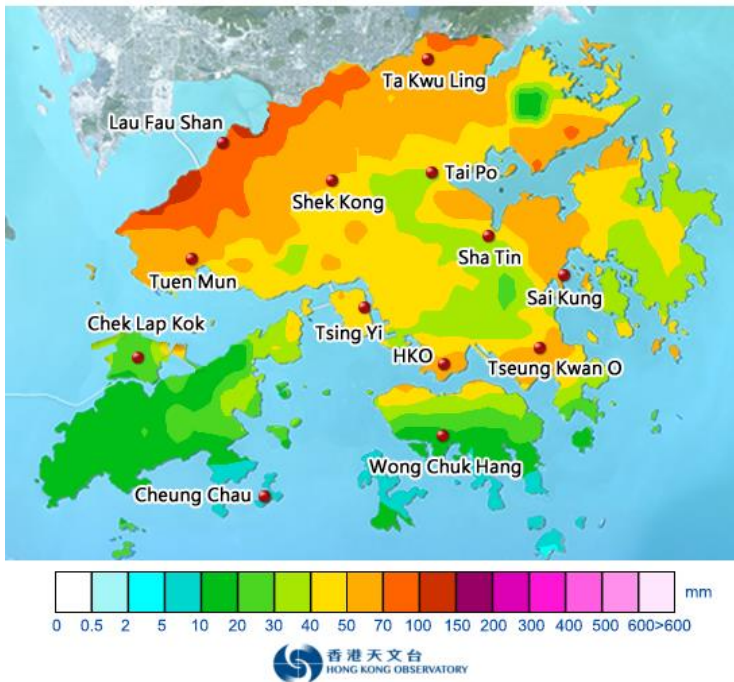 Ta Kwu Ling
Lau Fau Shan
Tai Po
Shek Kong
Sha Tin
Tuen Mun
Sai Kung
Chek Lap Kok
Tsing Yi
HKO
Tseung Kwan O
Wong Chuk Hang
Cheung Chau
mm
0 0.5 2 5 10 20 30 40 50 70 100 150 200 300 400 500 600>600
香港天文台
HONG KONG OBSERVATORY